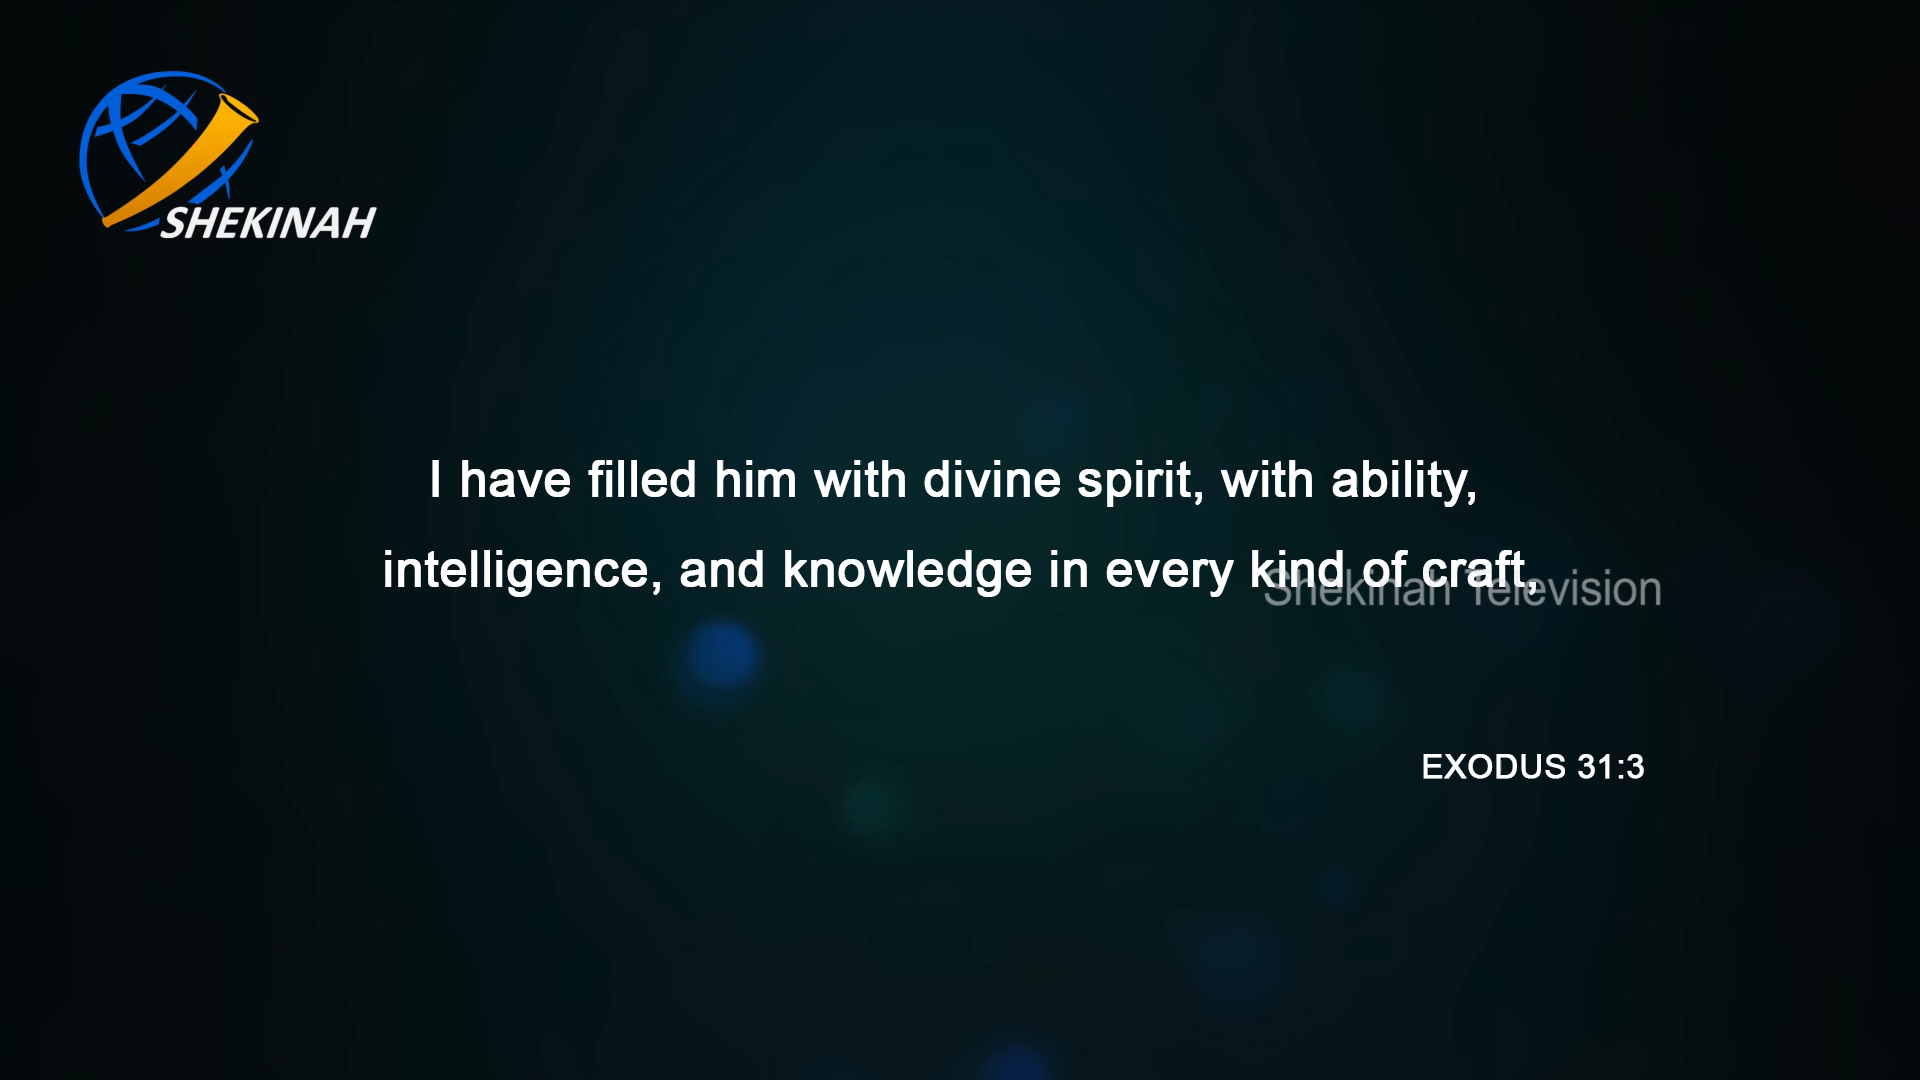 SHEKINAH
I have filled him with divine spirit, with ability,
intelligence, and knowledge in every kind of craft,
Shekinah Television
EXODUS 31:3